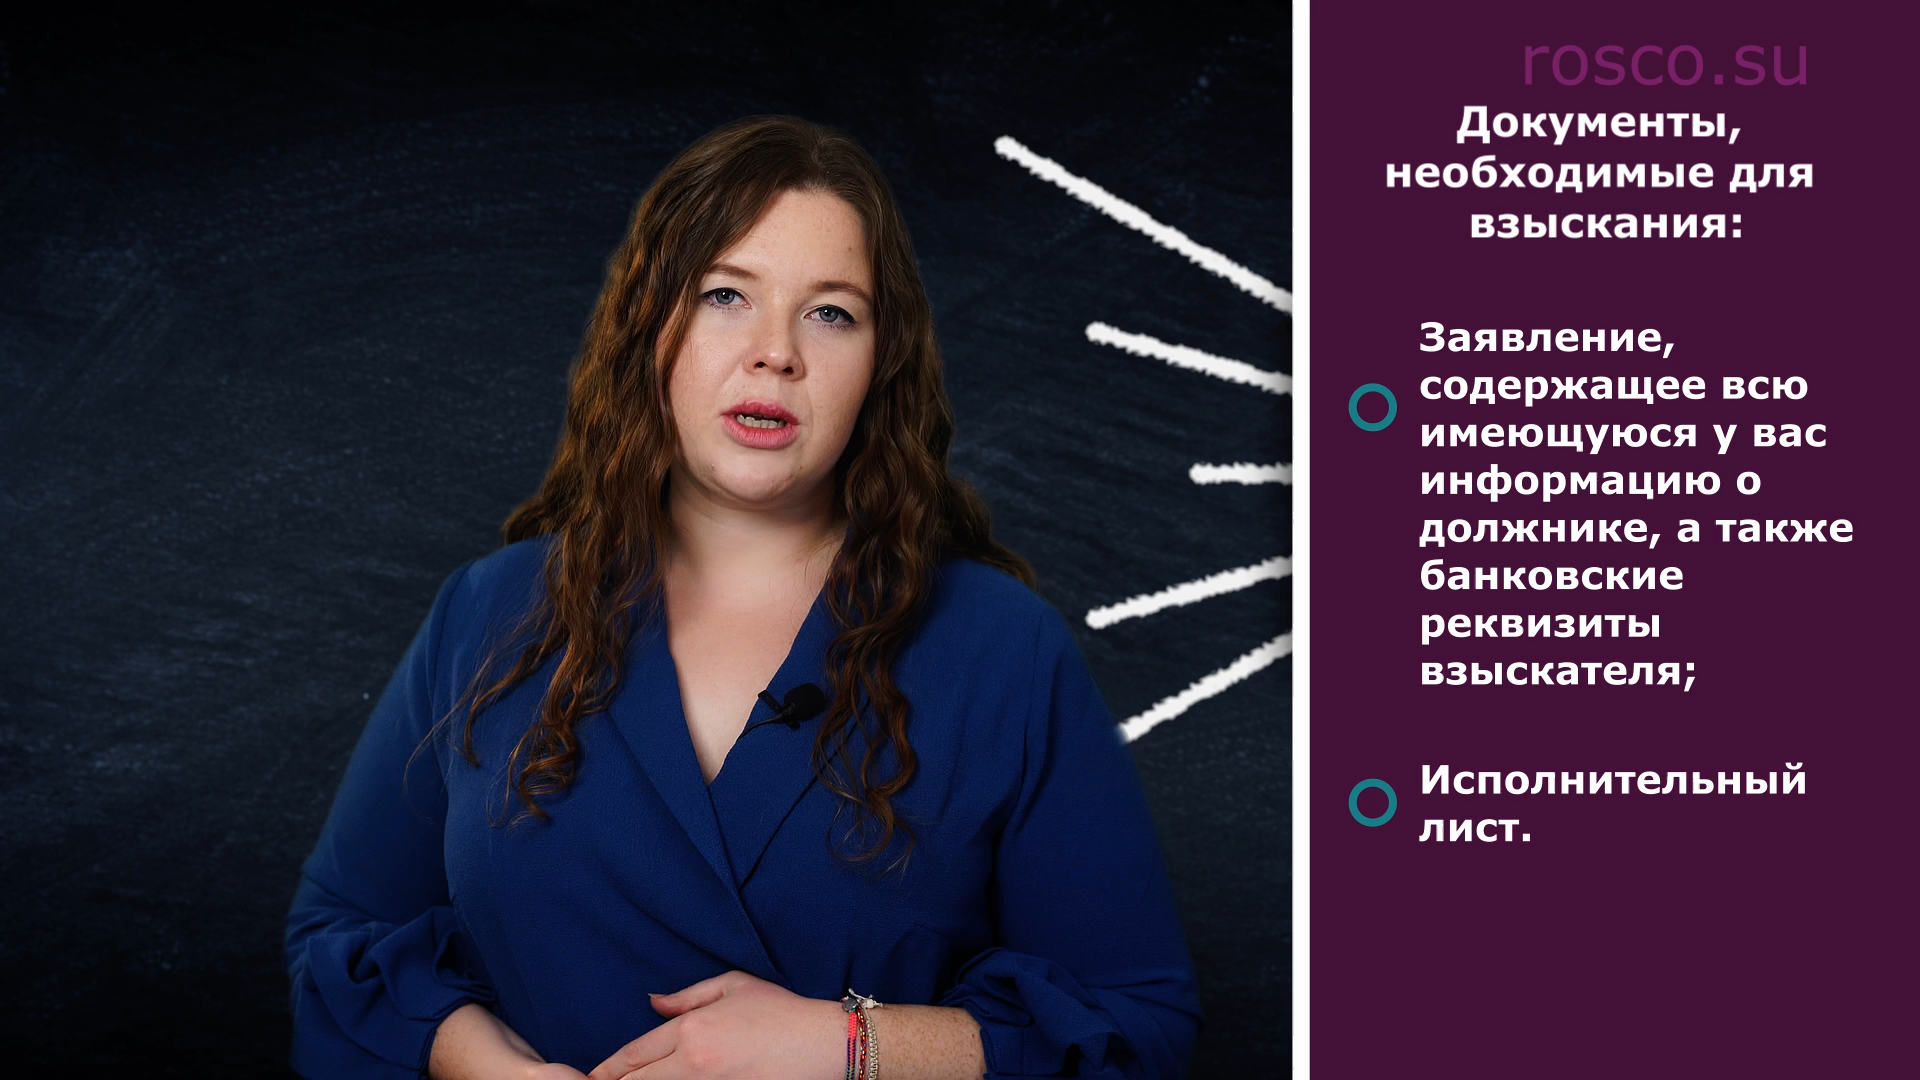 rosco.su
Документы,
необходимые для
взыскания:
Заявление,
содержащее всю
имеющуюся у вас
информацию о
должнике, а также
банковские
реквизиты
взыскателя;
Исполнительный
лист.